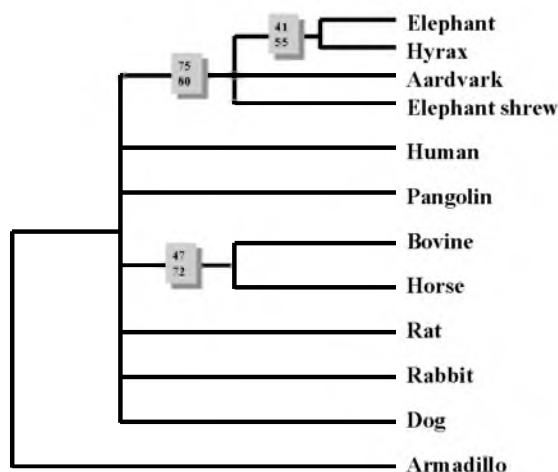 Elephant
41
55
Hyrax
75
80
Aardvark
Elephant shrew
Human
Pangolin
Bovine
47
72
Horse
Rat
Rabbit
Dog
Armadillo